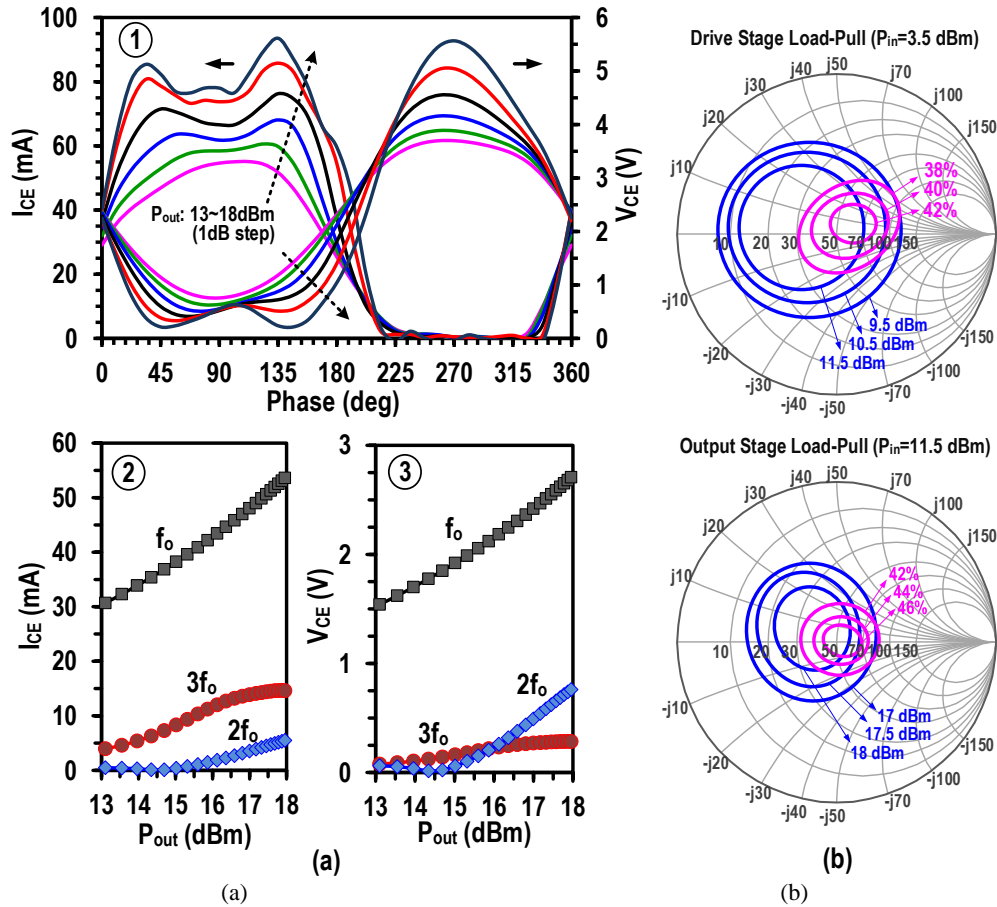 1
I_CE (mA)
100
80
60
40
20
0
P_out: 13~18dBm
(1dB step)
6
5
4
3
2
1
0
V_CE (V)
0 45 90 135 180 225 270 315 360
Phase (deg)
2
I_CE (mA)
60
50
40
30
20
10
0
f_o
3f_o
2f_o
13 14 15 16 17 18
P_out (dBm)
3
V_CE (V)
3
2
1
0
f_o
2f_o
3f_o
13 14 15 16 17 18
P_out (dBm)
(a)
(a)
Drive Stage Load-Pull (P_in=3.5 dBm)
j50
j30
j70
j20
j100
j10
j150
38%
40%
42%
10 20 30 50 70 100 150
9.5 dBm
10.5 dBm
11.5 dBm
-j10
-j150
-j20
-j100
-j30
-j70
-j50
Output Stage Load-Pull (P_in=11.5 dBm)
j50
j30
j70
j20
j100
j10
j150
42%
44%
46%
10 20 30 50 70 100 150
17 dBm
17.5 dBm
18 dBm
-j10
-j150
-j20
-j100
-j30
-j70
-j50
(b)
(b)